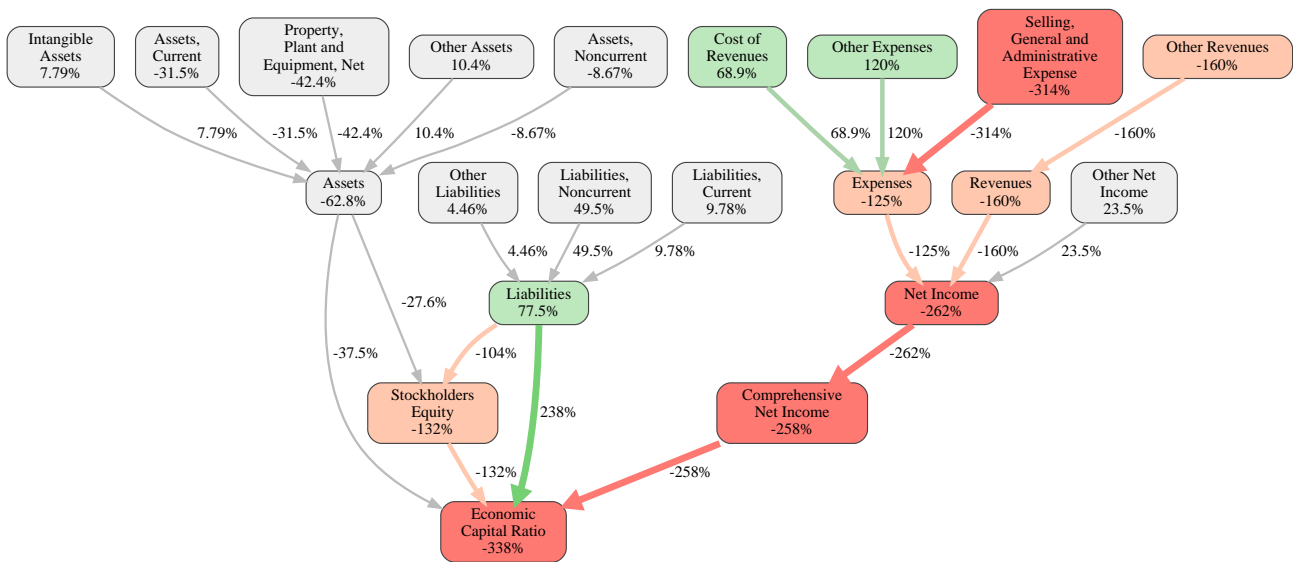 Intangible
Assets
7.79%
Assets,
Current
-31.5%
Property,
Plant and
Equipment, Net
-42.4%
Other Assets
10.4%
Assets,
Noncurrent
-8.67%
Cost of
Revenues
68.9%
Other Expenses
120%
Selling,
General and
Administrative
Expense
-314%
Other Revenues
-160%
7.79%
-31.5%
-42.4%
10.4%
-8.67%
68.9%
120%
-314%
-160%
Assets
-62.8%
Other
Liabilities
4.46%
Liabilities,
Noncurrent
49.5%
Liabilities,
Current
9.78%
Expenses
-125%
Revenues
-160%
Other Net
Income
23.5%
4.46%
49.5%
9.78%
-125%
-160%
23.5%
-27.6%
Liabilities
77.5%
Net Income
-262%
-37.5%
-104%
-262%
Stockholders
Equity
-132%
238%
Comprehensive
Net Income
-258%
-132%
-258%
Economic
Capital Ratio
-338%